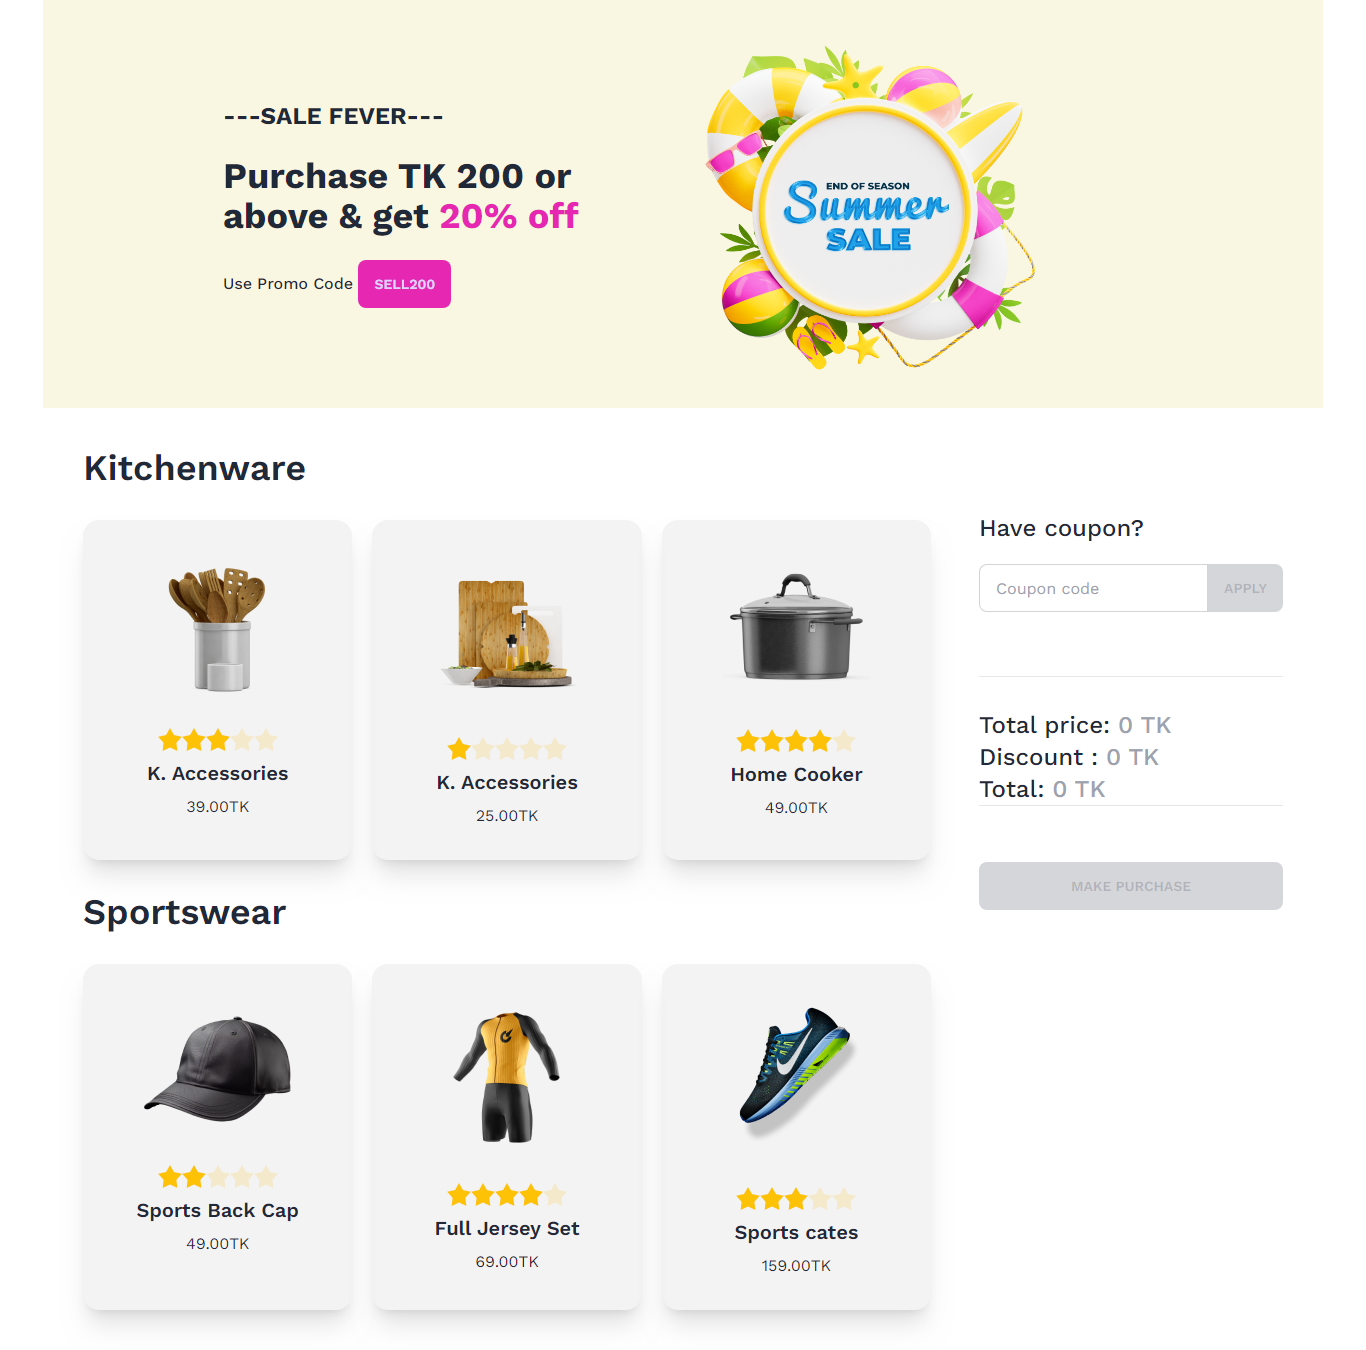 ---SALE FEVER---
Purchase TK 200 or
above & get 20% off
Use Promo Code SELL200
END OF SEASON
Summer
SALE
Kitchenware
K. Accessories
39.00TK
K. Accessories
25.00TK
Home Cooker
49.00TK
Have coupon?
Coupon code APPLY
Total price: 0 TK
Discount : 0 TK
Total: 0 TK
MAKE PURCHASE
Sportswear
Sports Back Cap
49.00TK
Full Jersey Set
69.00TK
Sports cates
159.00TK